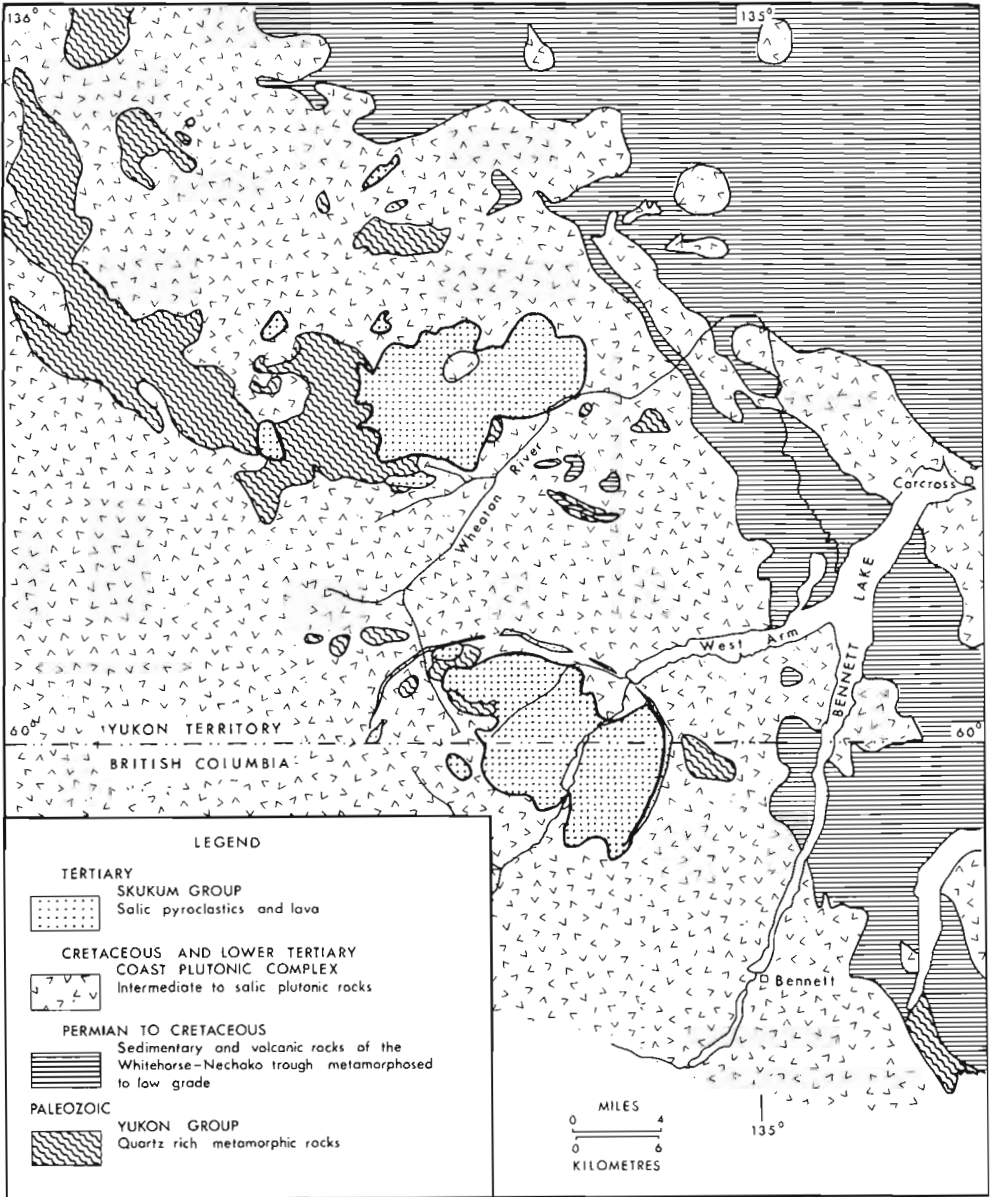 136°
135°
Carcross
Wheaton River
LAKE
West Arm
BENNETT
60°
YUKON TERRITORY
60°
BRITISH COLUMBIA
LEGEND
TERTIARY
SKUKUM GROUP
Salic pyroclastics and lava
CRETACEOUS AND LOWER TERTIARY
COAST PLUTONIC COMPLEX
Intermediate to salic plutonic rocks
PERMIAN TO CRETACEOUS
Sedimentary and volcanic rocks of the
Whitehorse-Nechako trough metamorphosed
to low grade
PALEOZOIC
YUKON GROUP
Quartz rich metamorphic rocks
Bennett
MILES
0 4
0 6
KILOMETRES
135°